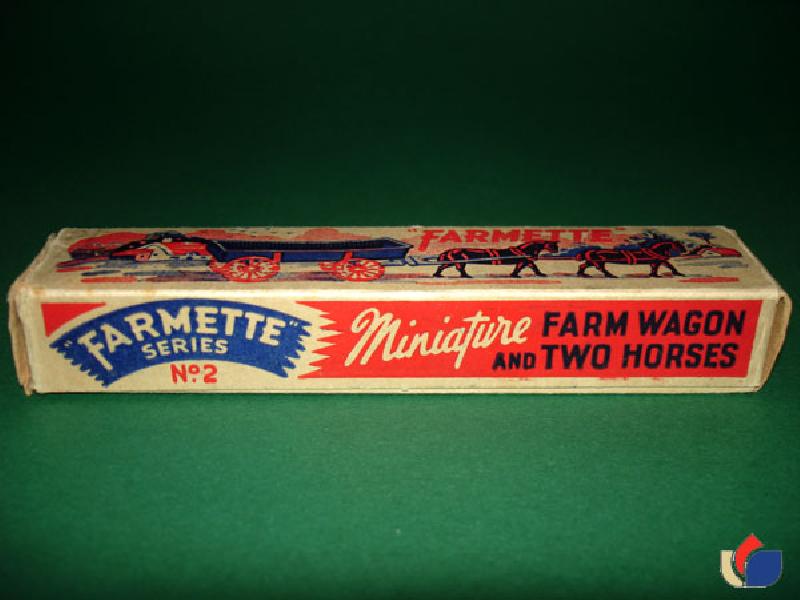 "FARMETTE"
"FARMETTE"
SERIES
Nº2
Miniature FARM WAGON
AND TWO HORSES